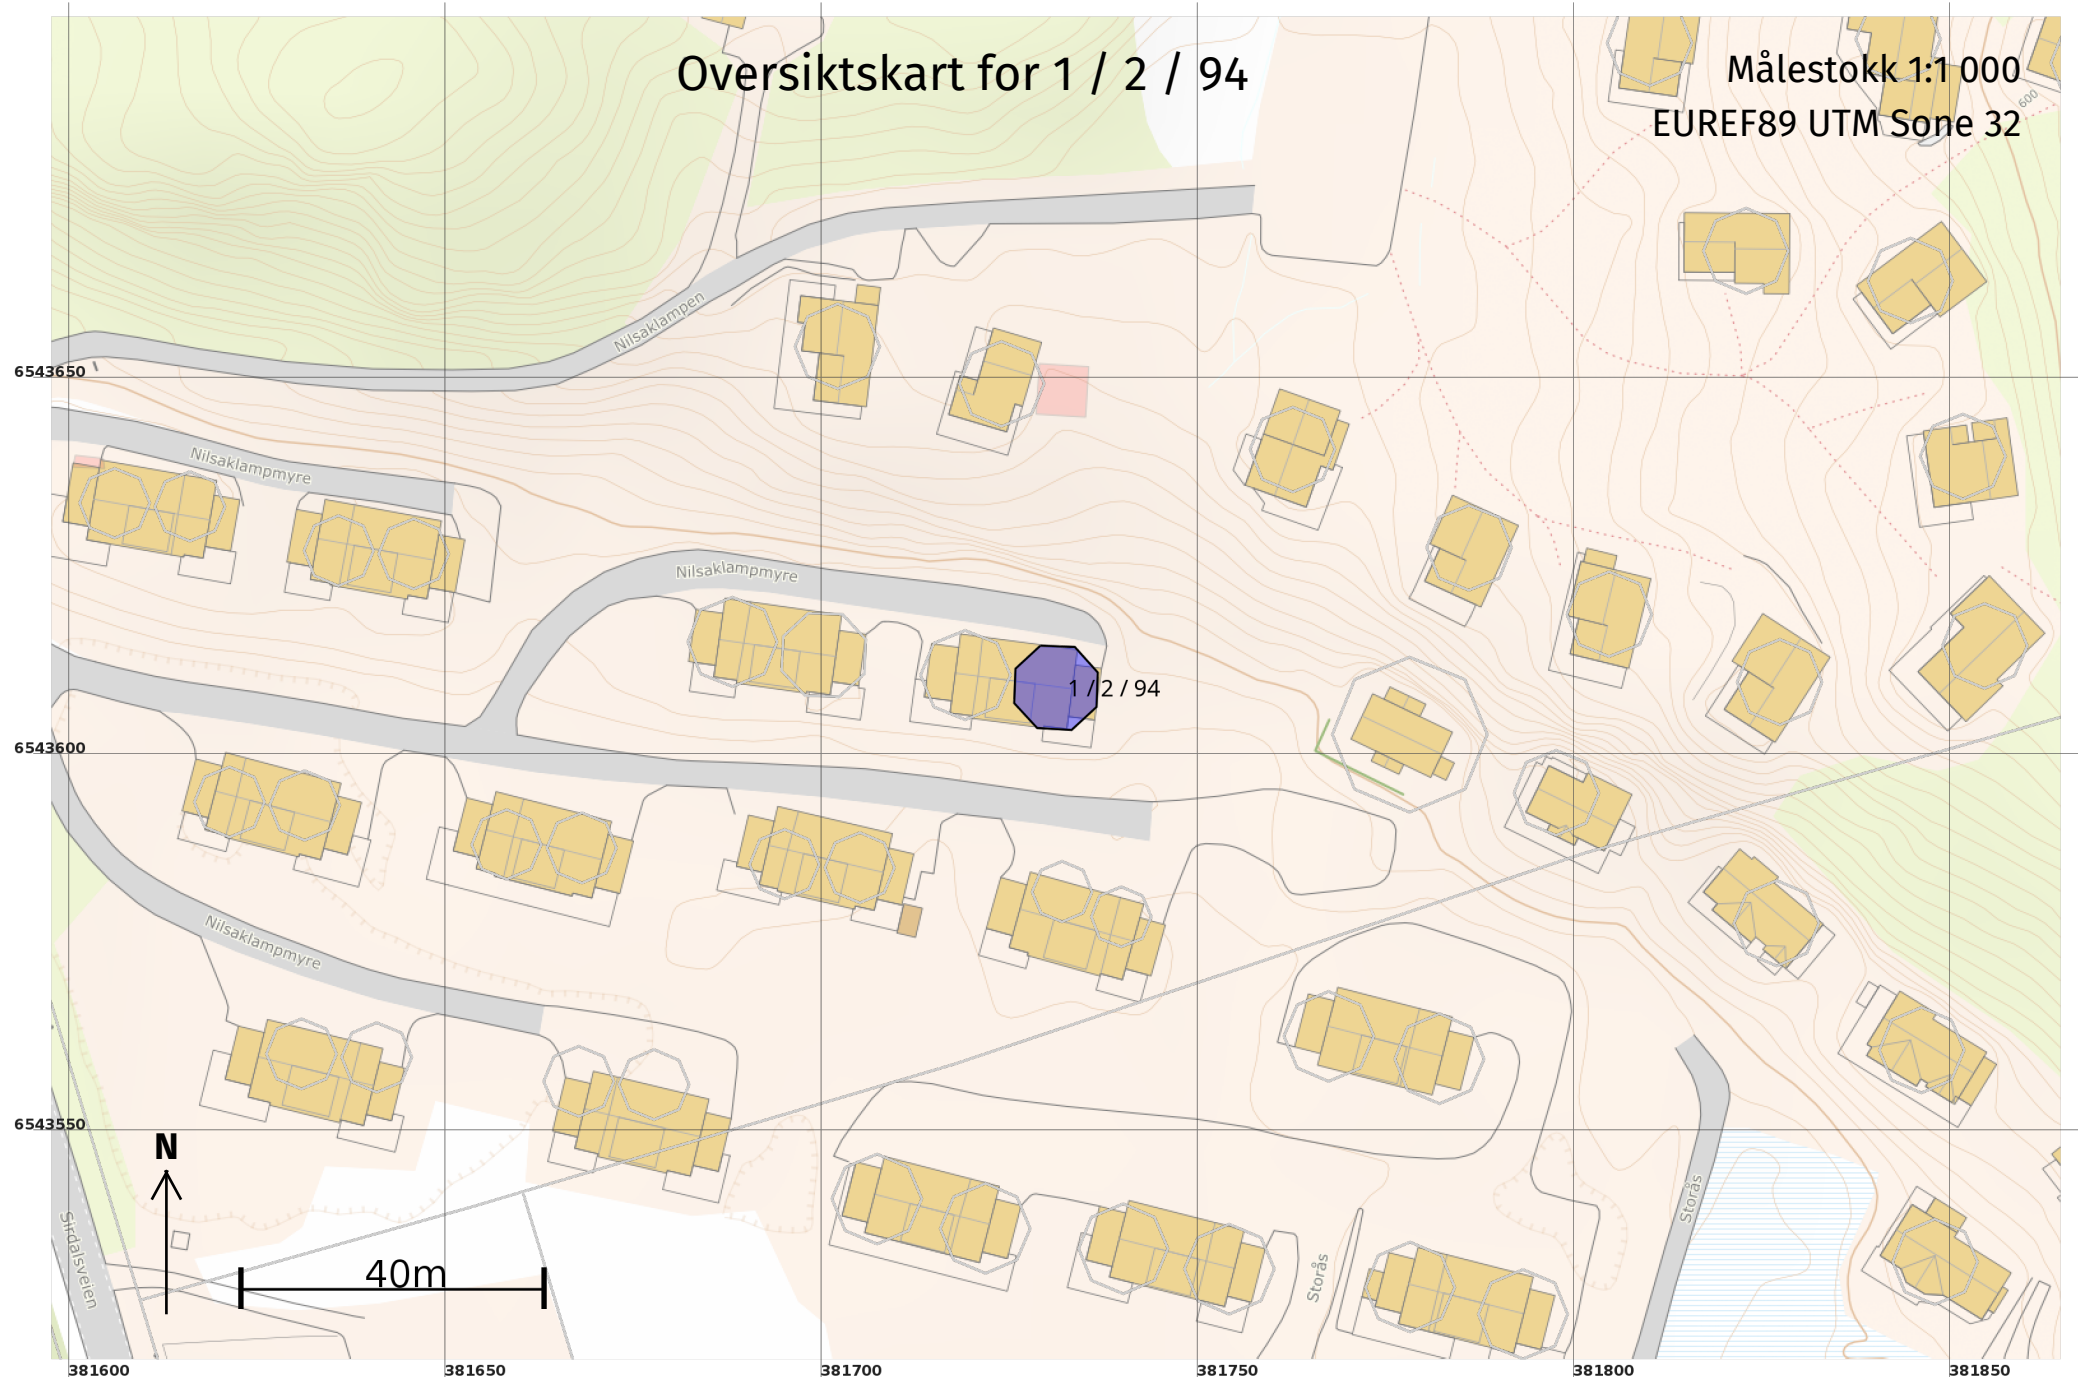 Oversiktskart for 1 / 2 / 94
Målestokk 1:1 000
EUREF89 UTM Sone 32
600
Nilsaklampen
6543650
Nilsaklampmyre
Nilsaklampmyre
1 / 2 / 94
6543600
Nilsaklampmyre
6543550
N
Storås
Sirdalsveien
40m
Storås
381600
381650
381700
381750
381800
381850